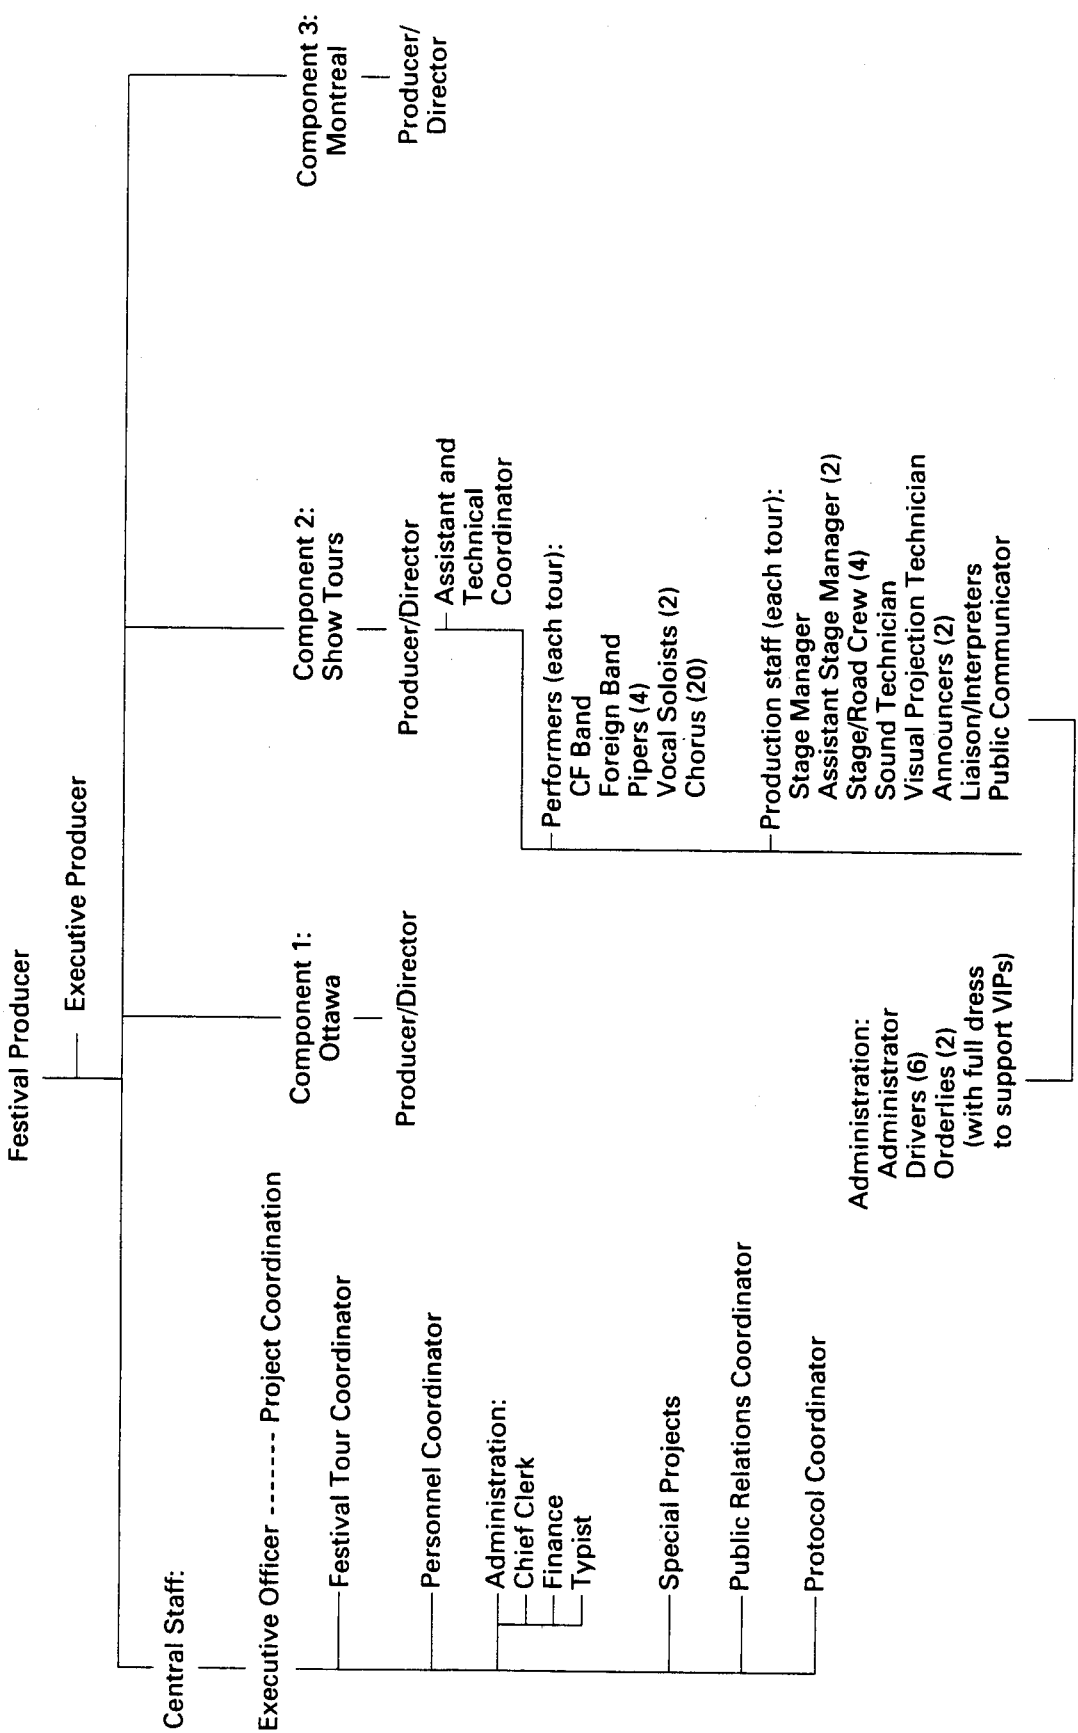 Festival Producer
Executive Producer
Central Staff:
Executive Officer ------- Project Coordination
Festival Tour Coordinator
Personnel Coordinator
Administration:
Chief Clerk
Finance
Typist
Special Projects
Public Relations Coordinator
Protocol Coordinator
Component 1:
Ottawa
Producer/Director
Component 2:
Show Tours
Producer/Director
Assistant and
Technical
Coordinator
Performers (each tour):
CF Band
Foreign Band
Pipers (4)
Vocal Soloists (2)
Chorus (20)
Production staff (each tour):
Stage Manager
Assistant Stage Manager (2)
Stage/Road Crew (4)
Sound Technician
Visual Projection Technician
Announcers (2)
Liaison/Interpreters
Public Communicator
Administration:
Administrator
Drivers (6)
Orderlies (2)
(with full dress
to support VIPs)
Component 3:
Montreal
Producer/
Director